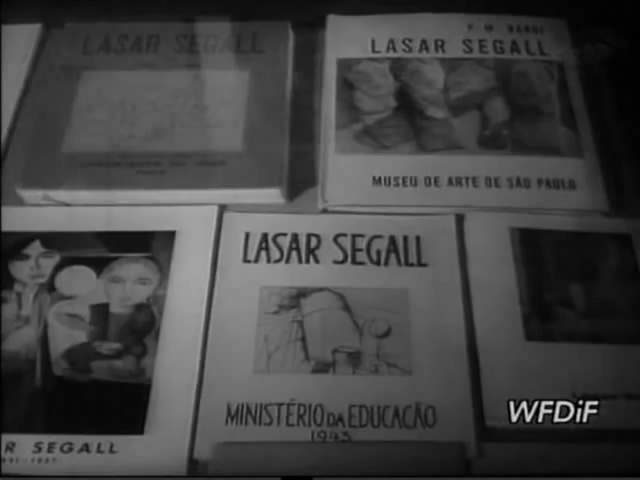 LASAR SEGALL
P. M. BARDI
LASAR SEGALL
MUSEU DE ARTE DE SÃO PAULO
LASAR SEGALL
MINISTÉRIO DA EDUCAÇÃO
1943
R SEGALL
WFDiF